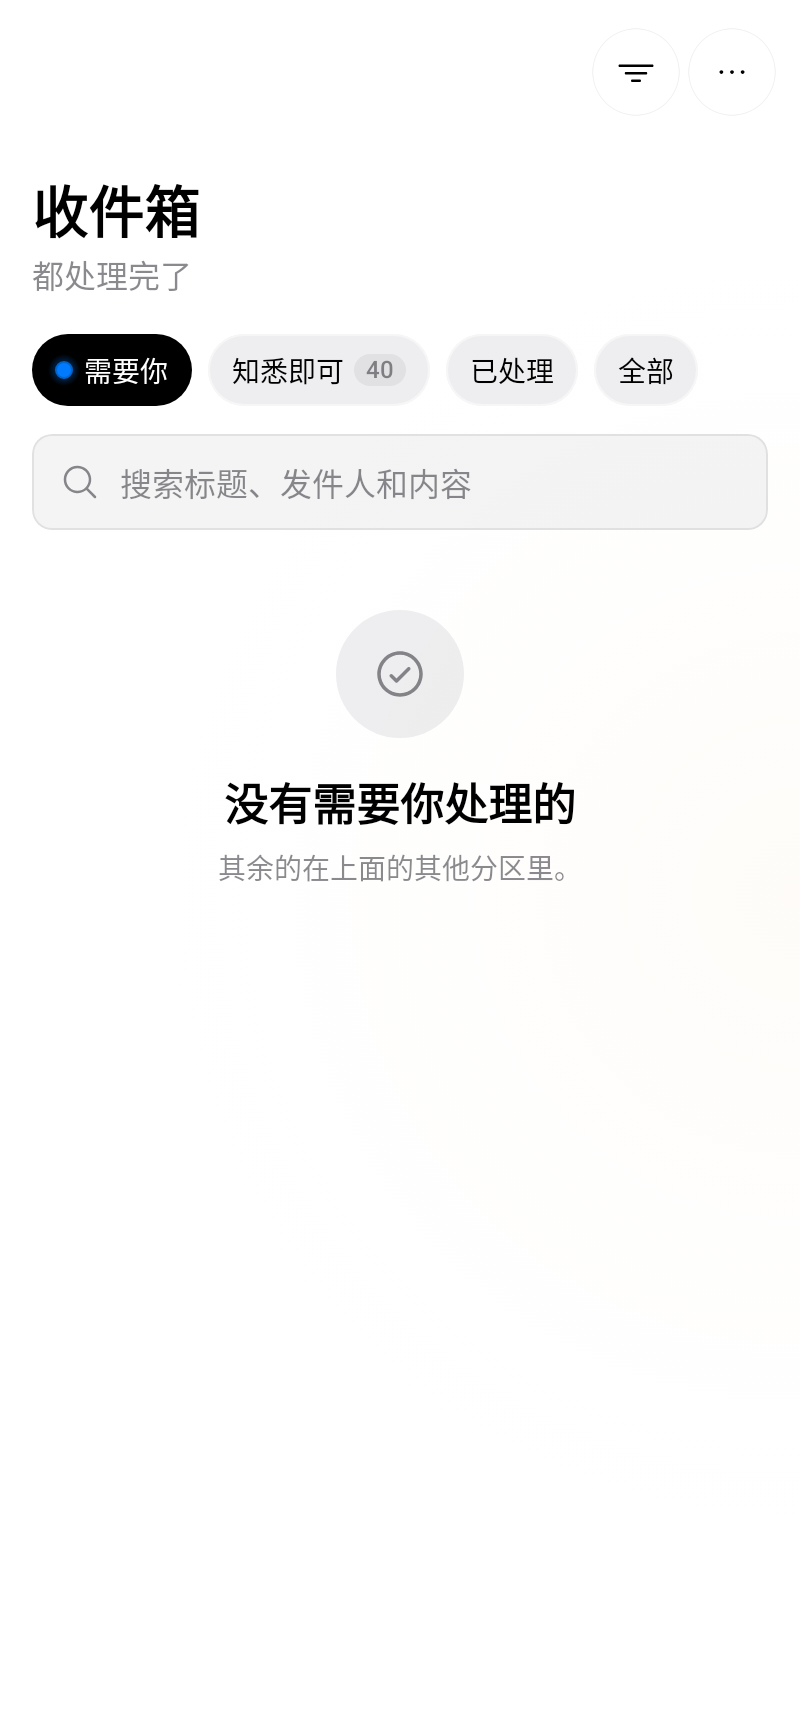 收件箱
都处理完了
需要你 知悉即可 40 已处理 全部
搜索标题、发件人和内容
没有需要你处理的
其余的在上面的其他分区里。